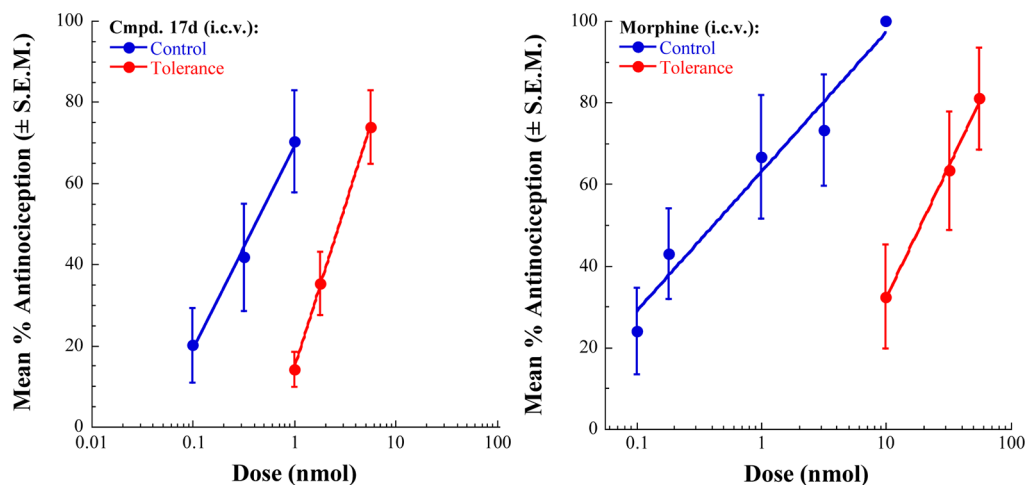 Cmpd. 17d (i.c.v.):
Control
Tolerance
Mean % Antinociception (± S.E.M.)
100
80
60
40
20
0
0.01
0.1
1
10
100
Dose (nmol)
Morphine (i.c.v.):
Control
Tolerance
Mean % Antinociception (± S.E.M.)
100
80
60
40
20
0
0.1
1
10
100
Dose (nmol)